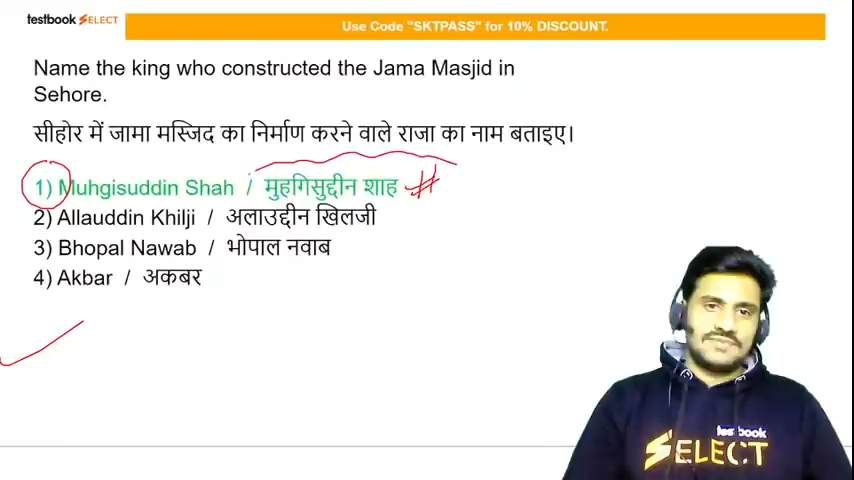 testbook SELECT
Use Code "SKTPASS" for 10% DISCOUNT.
Name the king who constructed the Jama Masjid in
Sehore.
सीहोर में जामा मस्जिद का निर्माण करने वाले राजा का नाम बताइए।
1) Muhgisuddin Shah / मुहगिसुद्दीन शाह
2) Allauddin Khilji / अलाउद्दीन खिलजी
3) Bhopal Nawab / भोपाल नवाब
4) Akbar / अकबर
testbook
SELECT